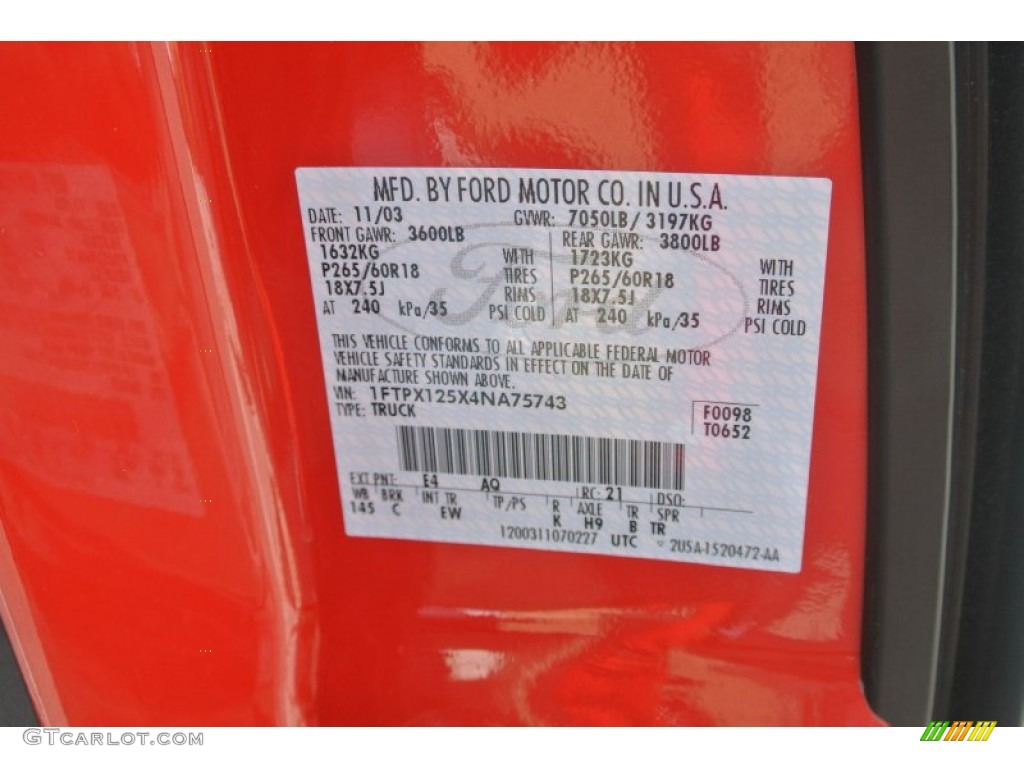 MFD. BY FORD MOTOR CO. IN U.S.A.
DATE: 11/03 GVWR: 7050LB/ 3197KG
FRONT GAWR: 3600LB REAR GAWR: 3800LB
1632KG WITH 1723KG WITH
P265/60R18 TIRES P265/60R18 TIRES
18X7.5J RIMS 18X7.5J RIMS
AT 240 kPa/35 PSI COLD AT 240 kPa/35 PSI COLD
Ford
THIS VEHICLE CONFORMS TO ALL APPLICABLE FEDERAL MOTOR
VEHICLE SAFETY STANDARDS IN EFFECT ON THE DATE OF
MANUFACTURE SHOWN ABOVE.
VIN: 1FTPX125X4NA75743
TYPE: TRUCK
F0098
T0652
EXT PNT: E4 AQ RC: 21 DSO:
WB BRK INT TR TP/PS R AXLE TR SPR
145 C EW K H9 B TR
1200311070227 UTC 2U5A-1520472-AA
GTCARLOT.COM